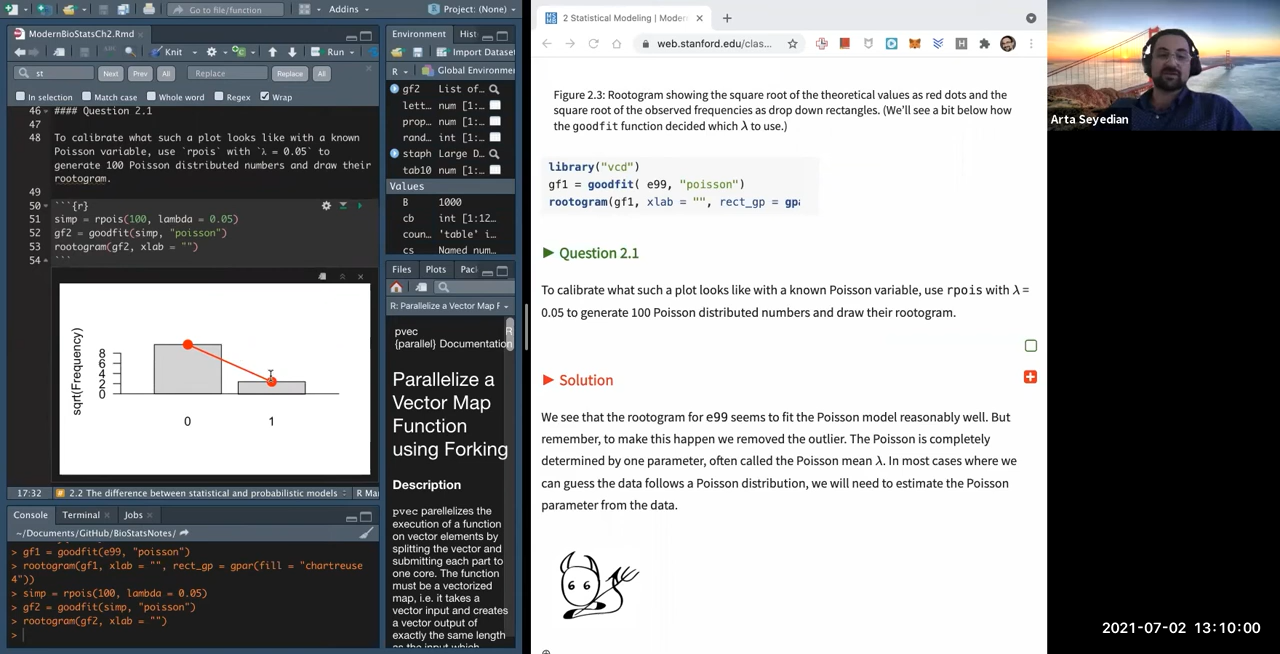 Go to file/function
Addins
Project: (None)
ModernBioStatsCh2.Rmd
Knit
Run
st
Next
Prev
All
Replace
Replace
All
In selection
Match case
Whole word
Regex
Wrap
46 #### Question 2.1
47
48 To calibrate what such a plot looks like with a known
Poisson variable, use `rpois` with `λ = 0.05` to
generate 100 Poisson distributed numbers and draw their
rootogram.
49
50 ```{r}
51 simp = rpois(100, lambda = 0.05)
52 gf2 = goodfit(simp, "poisson")
53 rootogram(gf2, xlab = "")
54 ```
sqrt(Frequency)
8
6
4
2
0
0 1
17:32
# 2.2 The difference between statistical and probabilistic models
R Mar
Console
Terminal
Jobs
~/Documents/GitHub/BioStatsNotes/
> gf1 = goodfit(e99, "poisson")
> rootogram(gf1, xlab = "", rect_gp = gpar(fill = "chartreuse
4"))
> simp = rpois(100, lambda = 0.05)
> gf2 = goodfit(simp, "poisson")
> rootogram(gf2, xlab = "")
>
Environment
Hist
Import Dataset
R
Global Environme
gf2 List of…
lett… num [1:…
prop… num [1:…
rand… int [1:…
staph Large D…
tab10 num [1:…
Values
B 1000
cb int [1:12…
coun… 'table' i…
cs Named num…
Files
Plots
Pac
R: Parallelize a Vector Map F
pvec
{parallel}
R
Documentation
Parallelize a
Vector Map
Function
using Forking
Description
pvec parellelizes the
execution of a function
on vector elements by
splitting the vector and
submitting each part to
one core. The function
must be a vectorized
map, i.e. it takes a
vector input and creates
a vector output of
exactly the same length
as the input which
2 Statistical Modeling | Modern
web.stanford.edu/clas…
Figure 2.3: Rootogram showing the square root of the theoretical values as red dots and the
square root of the observed frequencies as drop down rectangles. (We'll see a bit below how
the goodfit function decided which λ to use.)
library("vcd")
gf1 = goodfit( e99, "poisson")
rootogram(gf1, xlab = "", rect_gp = gpa
Question 2.1
To calibrate what such a plot looks like with a known Poisson variable, use rpois with λ =
0.05 to generate 100 Poisson distributed numbers and draw their rootogram.
Solution
We see that the rootogram for e99 seems to fit the Poisson model reasonably well. But
remember, to make this happen we removed the outlier. The Poisson is completely
determined by one parameter, often called the Poisson mean λ. In most cases where we
can guess the data follows a Poisson distribution, we will need to estimate the Poisson
parameter from the data.
Arta Seyedian
2021-07-02 13:10:00